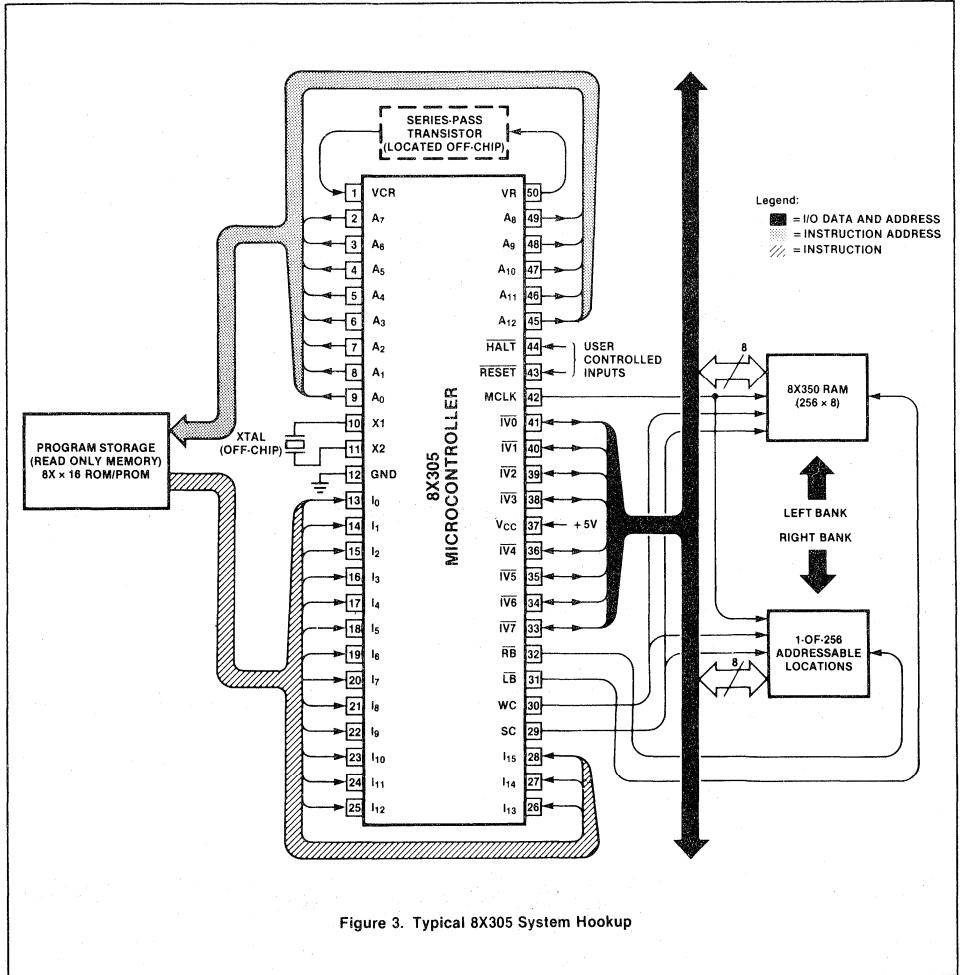 SERIES-PASS
TRANSISTOR
(LOCATED OFF-CHIP)
1 VCR VR 50
2 A7 A8 49
3 A6 A9 48
4 A5 A10 47
5 A4 A11 46
6 A3 A12 45
7 A2 HALT 44
8 A1 RESET 43
9 A0 MCLK 42
10 X1 IV0 41
11 X2 IV1 40
12 GND IV2 39
13 I0 IV3 38
14 I1 VCC 37 +5V
15 I2 IV4 36
16 I3 IV5 35
17 I4 IV6 34
18 I5 IV7 33
19 I6 RB 32
20 I7 LB 31
21 I8 WC 30
22 I9 SC 29
23 I10 I15 28
24 I11 I14 27
25 I12 I13 26
8X305
MICROCONTROLLER
USER
CONTROLLED
INPUTS
XTAL
(OFF-CHIP)
PROGRAM STORAGE
(READ ONLY MEMORY)
8X × 16 ROM/PROM
Legend:
= I/O DATA AND ADDRESS
= INSTRUCTION ADDRESS
= INSTRUCTION
8
8X350 RAM
(256 × 8)
LEFT BANK
RIGHT BANK
1-OF-256
ADDRESSABLE
LOCATIONS
8
Figure 3. Typical 8X305 System Hookup